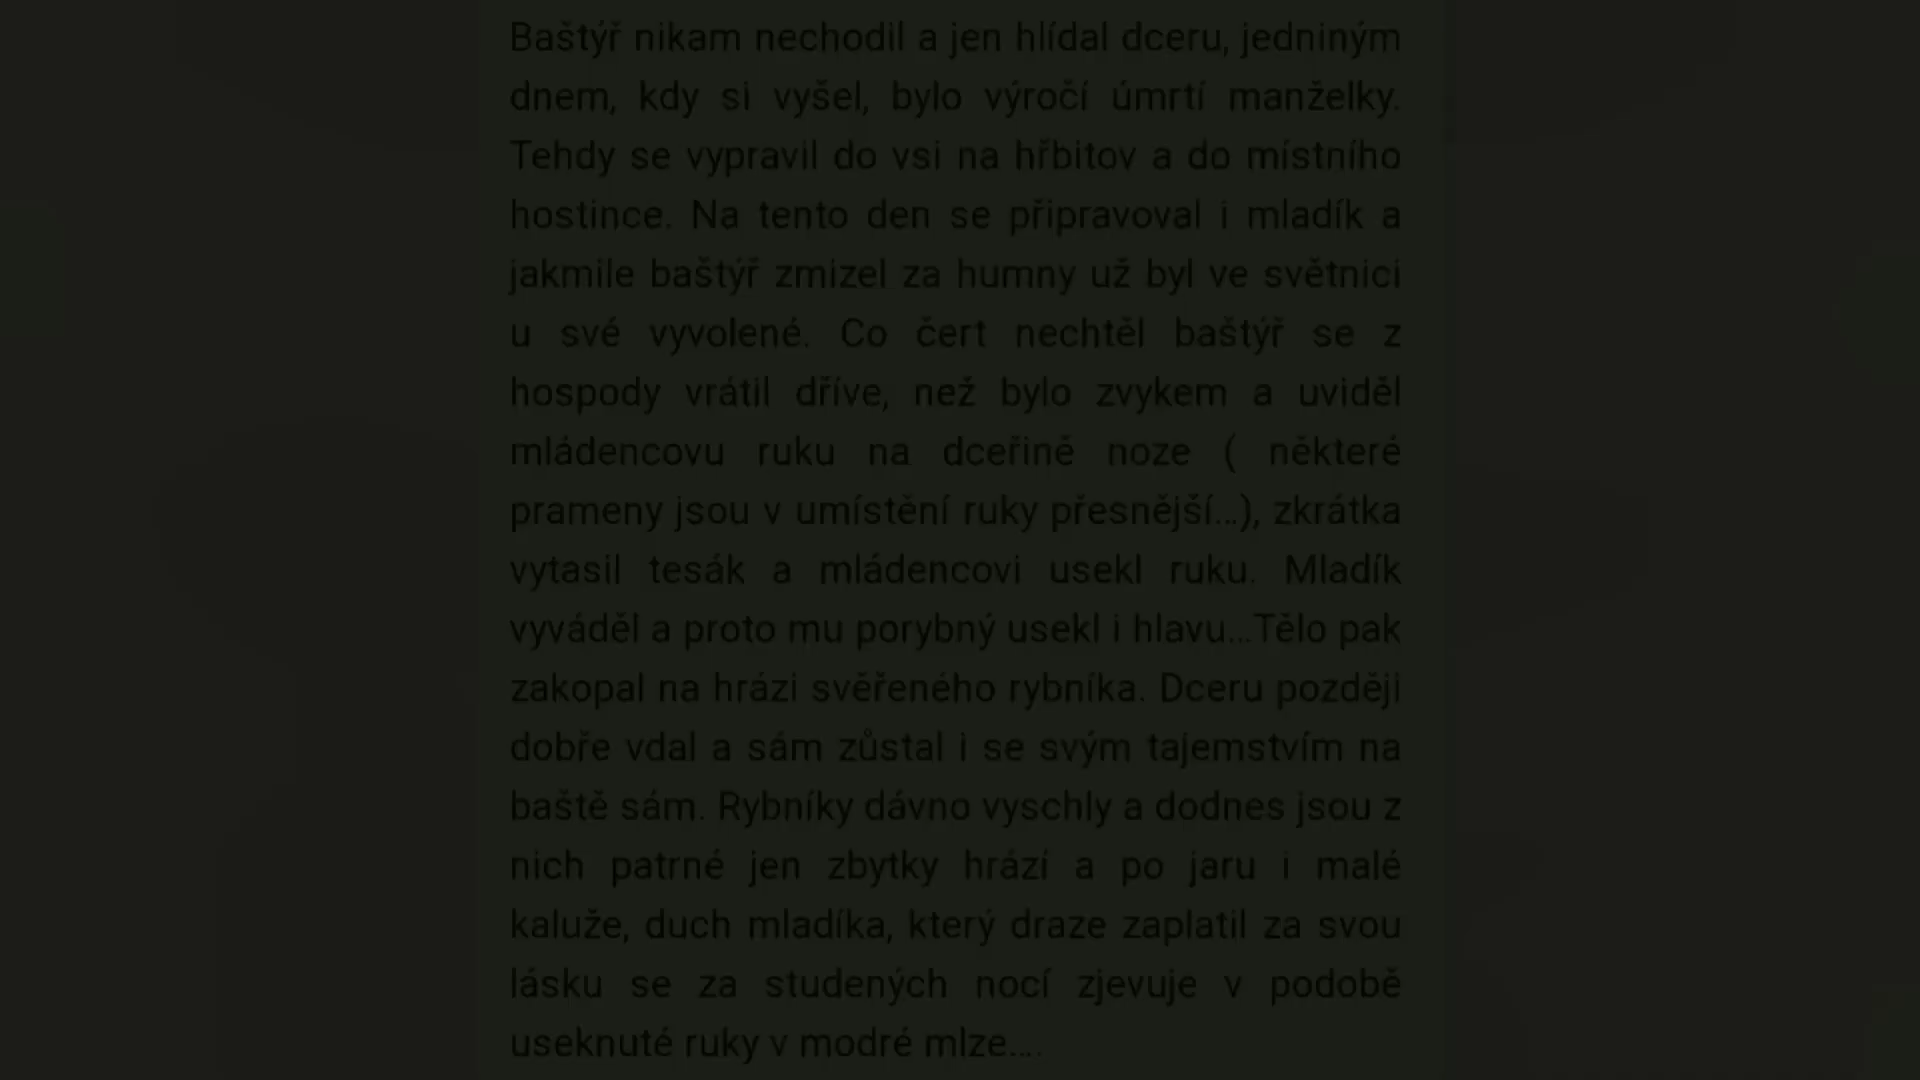 Baštýř nikam nechodil a jen hlídal dceru, jedniným
dnem, kdy si vyšel, bylo výročí úmrtí manželky.
Tehdy se vypravil do vsi na hřbitov a do místního
hostince. Na tento den se připravoval i mladík a
jakmile baštýř zmizel za humny už byl ve světnici
u své vyvolené. Co čert nechtěl baštýř se z
hospody vrátil dříve, než bylo zvykem a uviděl
mládencovu ruku na dceřině noze ( některé
prameny jsou v umístění ruky přesnější...), zkrátka
vytasil tesák a mládencovi usekl ruku. Mladík
vyváděl a proto mu porybný usekl i hlavu...Tělo pak
zakopal na hrázi svěřeného rybníka. Dceru později
dobře vdal a sám zůstal i se svým tajemstvím na
baště sám. Rybníky dávno vyschly a dodnes jsou z
nich patrné jen zbytky hrází a po jaru i malé
kaluže, duch mladíka, který draze zaplatil za svou
lásku se za studených nocí zjevuje v podobě
useknuté ruky v modré mlze....